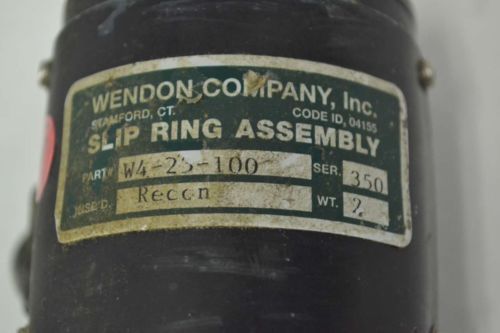 WENDON COMPANY, Inc.
STAMFORD, CT. CODE ID, 04155
SLIP RING ASSEMBLY
PART# W4-25-100 SER. 350
Recon WT. 2